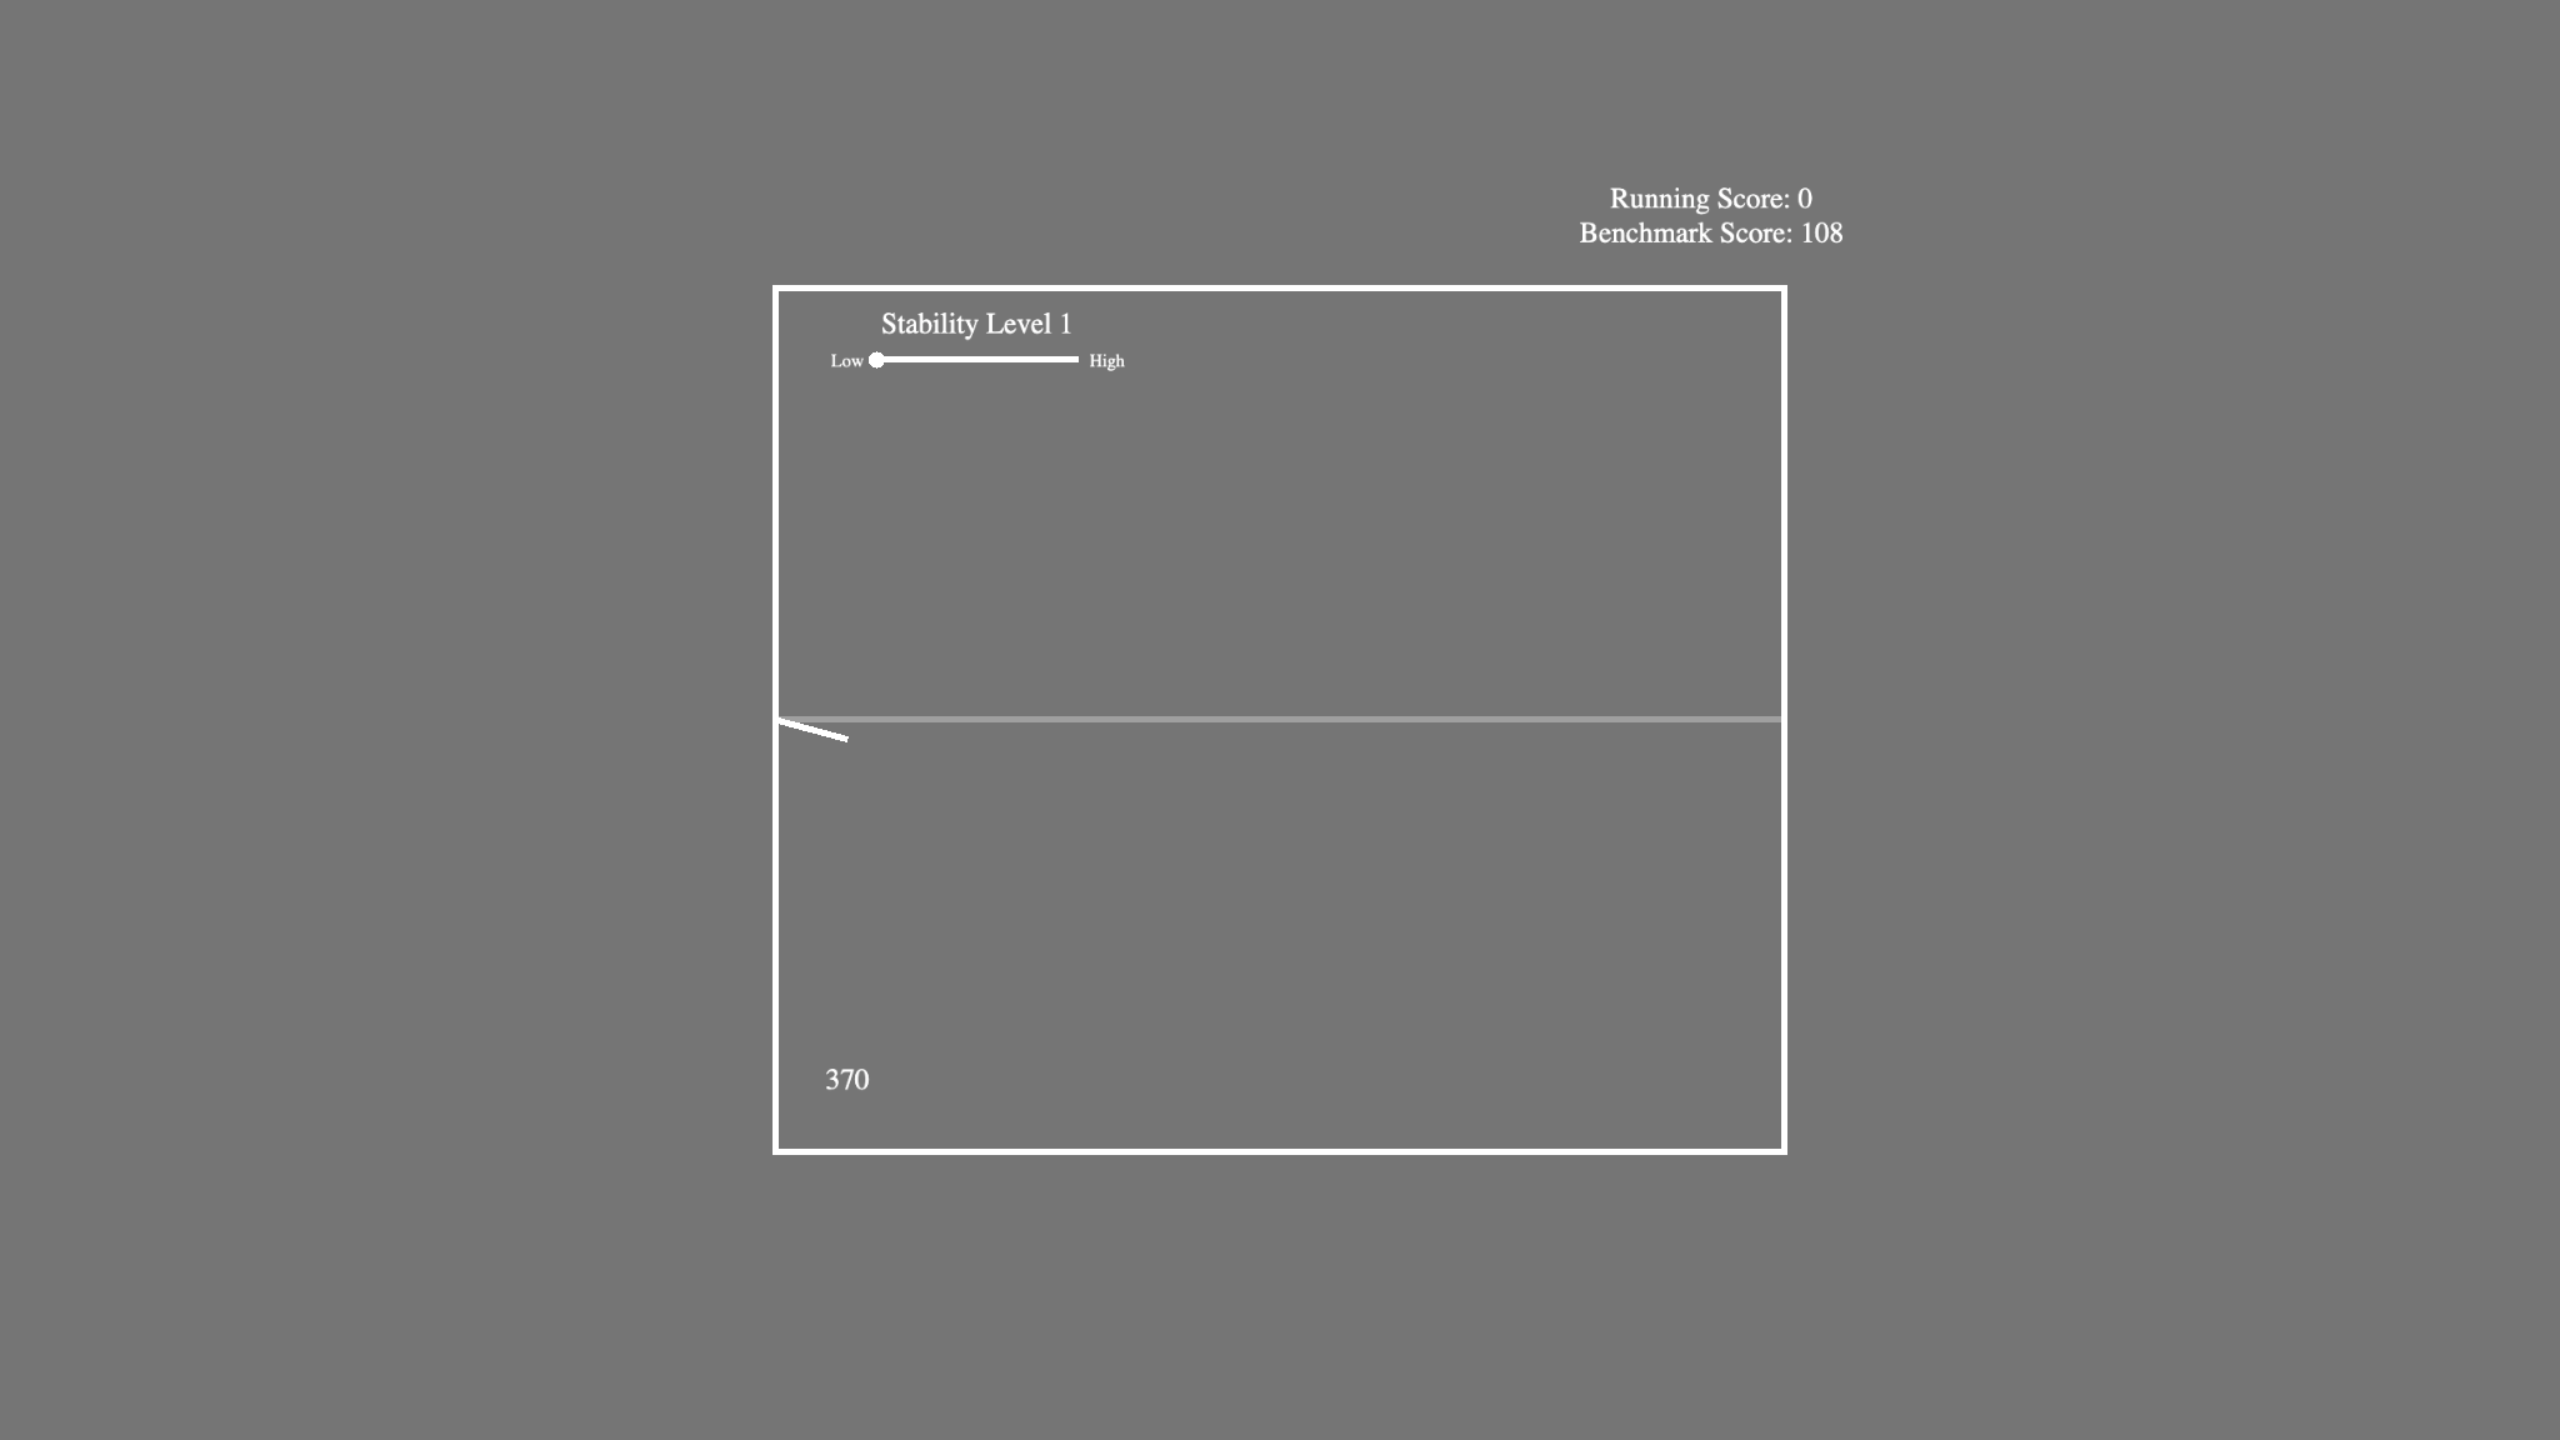 Running Score: 0
Benchmark Score: 108
Stability Level 1
Low High
370